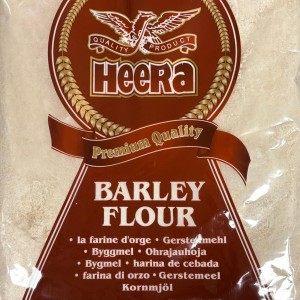 QUALITY PRODUCT
HEERA
Premium Quality
BARLEY
FLOUR
• la farine d'orge • Gerstenmehl
Byggmel • Ohrajauhoja
Bygmel • harina de cebada
• farina di orzo • Gerstemeel
Kornmjöl